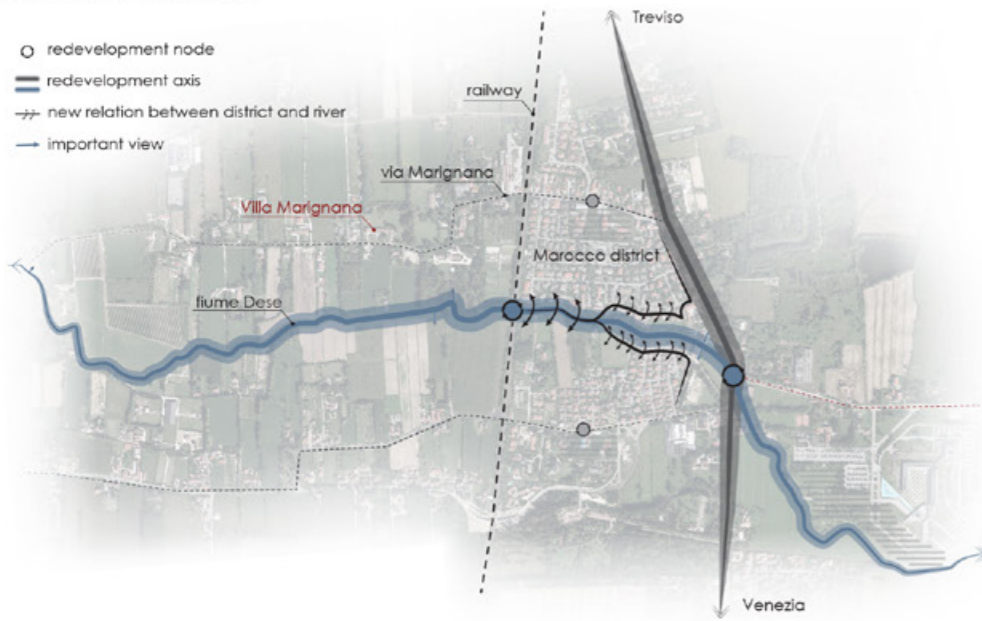 Treviso
redevelopment node
redevelopment axis
railway
new relation between district and river
important view
via Marignana
Villa Marignana
Marocco district
fiume Dese
Venezia